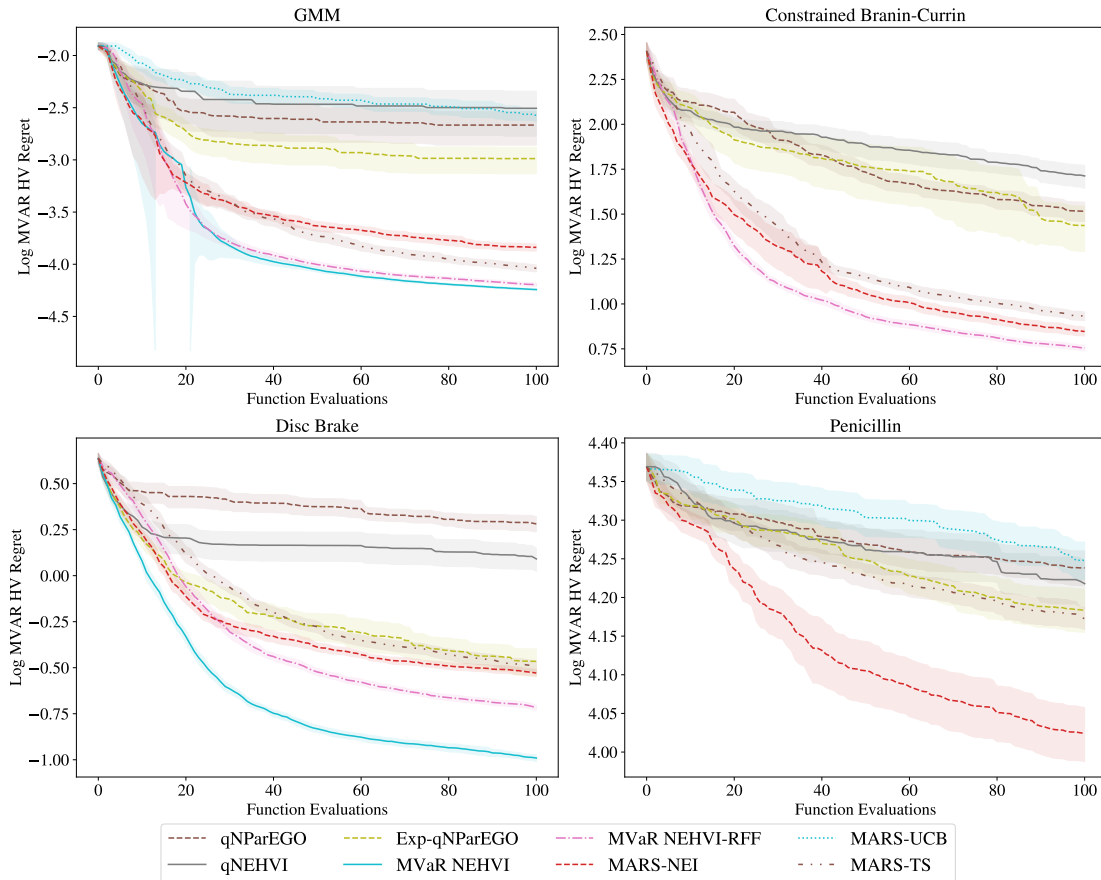 GMM
Constrained Branin-Currin
Log MVAR HV Regret
−2.0
−2.5
−3.0
−3.5
−4.0
−4.5
0 20 40 60 80 100
Function Evaluations
Log MVAR HV Regret
2.50
2.25
2.00
1.75
1.50
1.25
1.00
0.75
0 20 40 60 80 100
Function Evaluations
Disc Brake
Penicillin
Log MVAR HV Regret
0.50
0.25
0.00
−0.25
−0.50
−0.75
−1.00
0 20 40 60 80 100
Function Evaluations
Log MVAR HV Regret
4.40
4.35
4.30
4.25
4.20
4.15
4.10
4.05
4.00
0 20 40 60 80 100
Function Evaluations
qNParEGO Exp-qNParEGO MVaR NEHVI-RFF MARS-UCB
qNEHVI MVaR NEHVI MARS-NEI MARS-TS